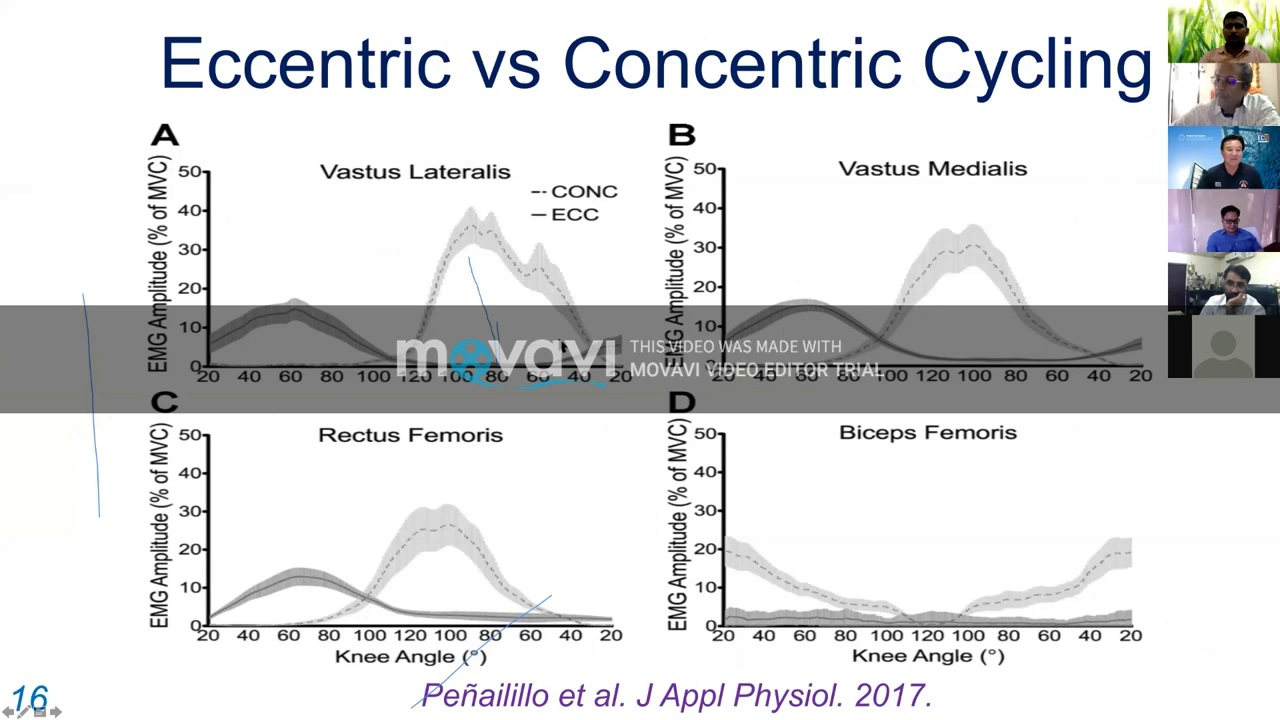 Eccentric vs Concentric Cycling
A
EMG Amplitude (% of MVC)
Vastus Lateralis
CONC
ECC
50
40
30
20
10
0
20 40 60 80 100 120 100 80 60 40 20
B
EMG Amplitude (% of MVC)
Vastus Medialis
50
40
30
20
10
0
20 40 60 80 100 120 100 80 60 40 20
movavi
THIS VIDEO WAS MADE WITH
MOVAVI VIDEO EDITOR TRIAL
C
EMG Amplitude (% of MVC)
Rectus Femoris
50
40
30
20
10
0
20 40 60 80 100 120 100 80 60 40 20
Knee Angle (°)
D
EMG Amplitude (% of MVC)
Biceps Femoris
50
40
30
20
10
0
20 40 60 80 100 120 100 80 60 40 20
Knee Angle (°)
16
Peñailillo et al. J Appl Physiol. 2017.